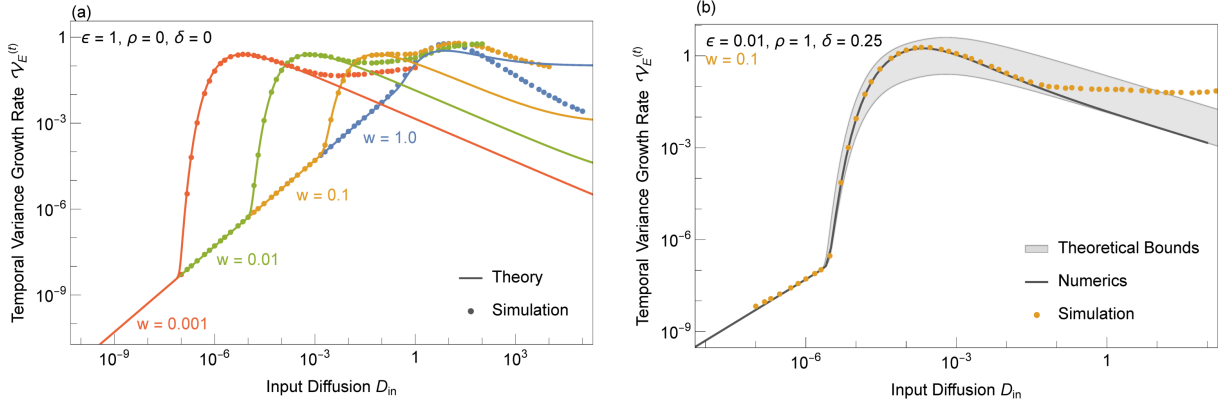 (a)
ϵ = 1, ρ = 0, δ = 0
Temporal Variance Growth Rate 𝒱_E^(t)
1
10^-3
10^-6
10^-9
w = 1.0
w = 0.1
w = 0.01
w = 0.001
Theory
Simulation
10^-9
10^-6
10^-3
1
10^3
Input Diffusion D_in
(b)
ϵ = 0.01, ρ = 1, δ = 0.25
w = 0.1
Temporal Variance Growth Rate 𝒱_E^(t)
1
10^-3
10^-6
10^-9
Theoretical Bounds
Numerics
Simulation
10^-6
10^-3
1
Input Diffusion D_in